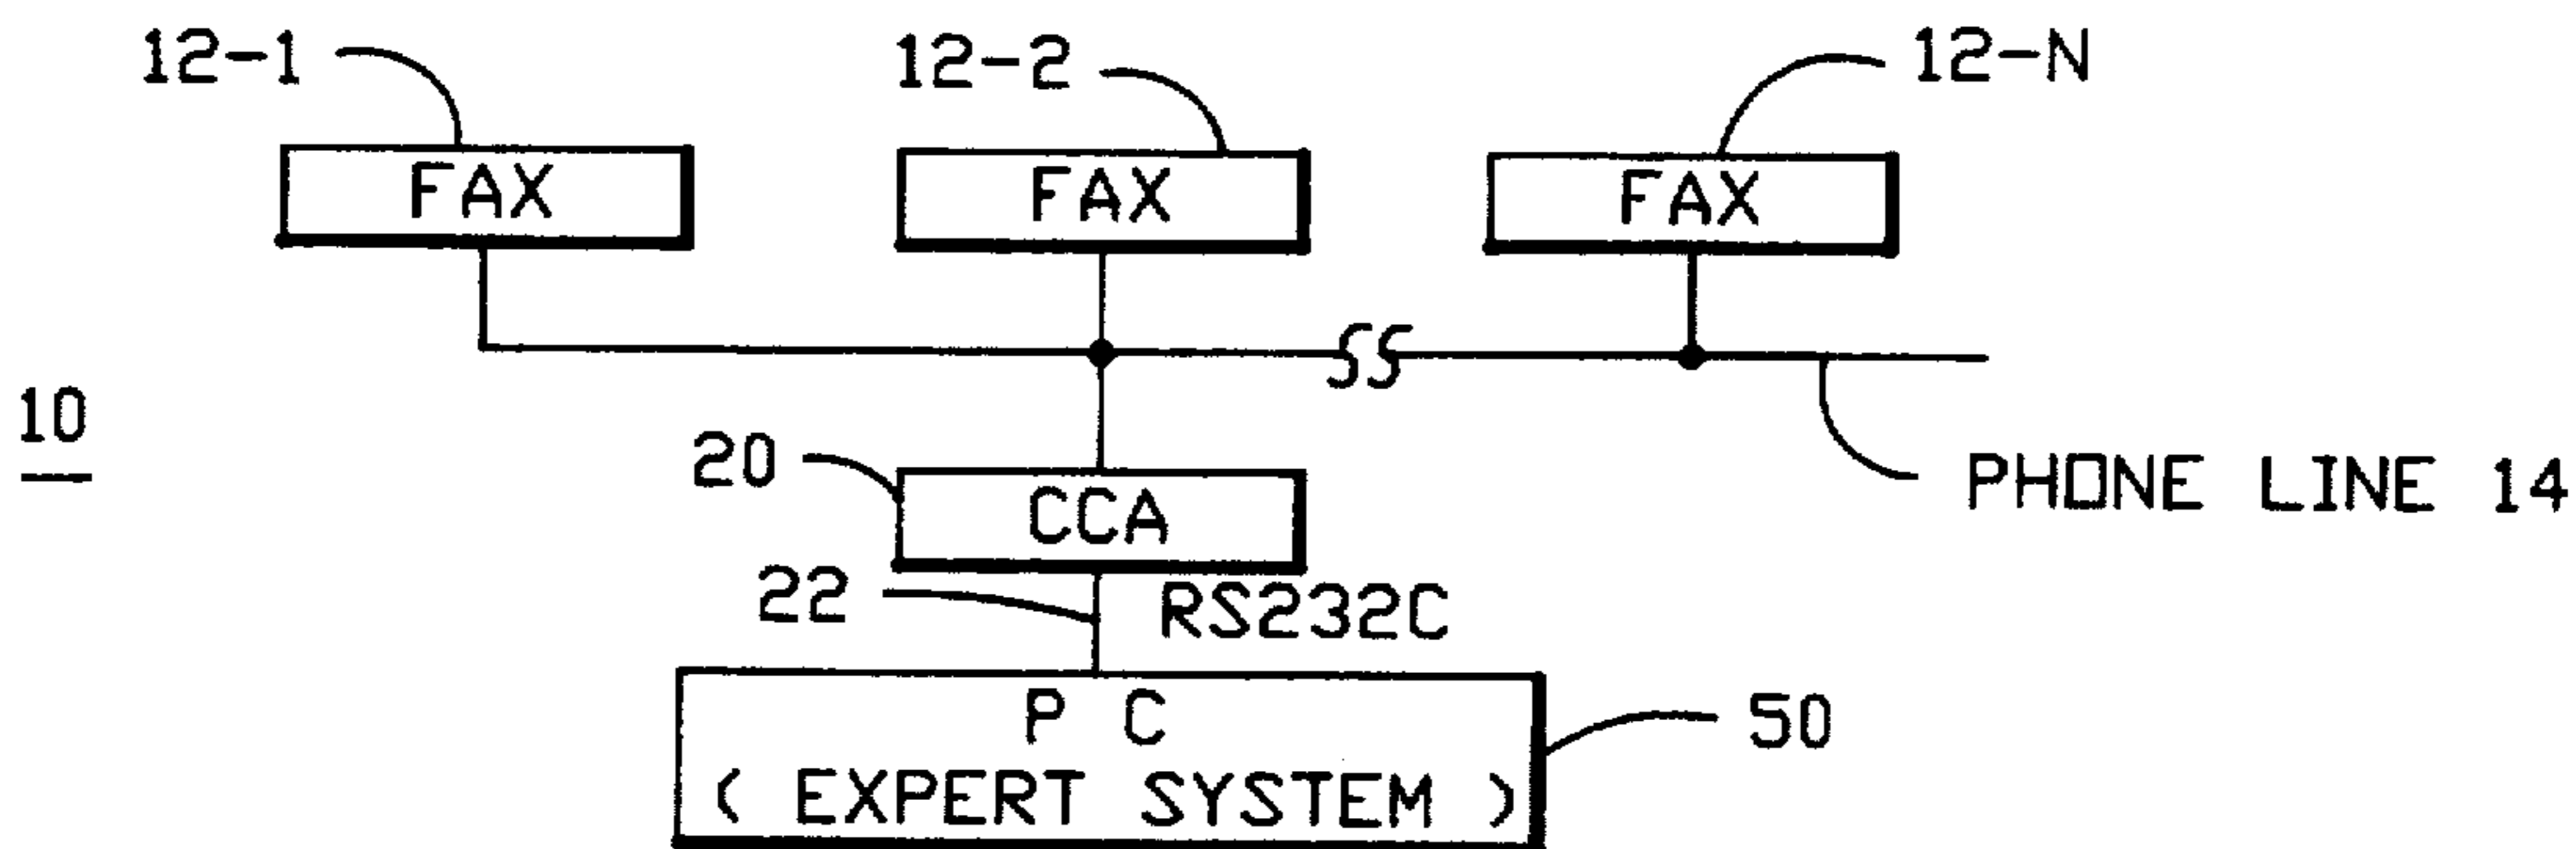 12-1
12-2
12-N
FAX
FAX
FAX
10
20
CCA
PHONE LINE 14
22
RS232C
P C
50
( EXPERT SYSTEM )